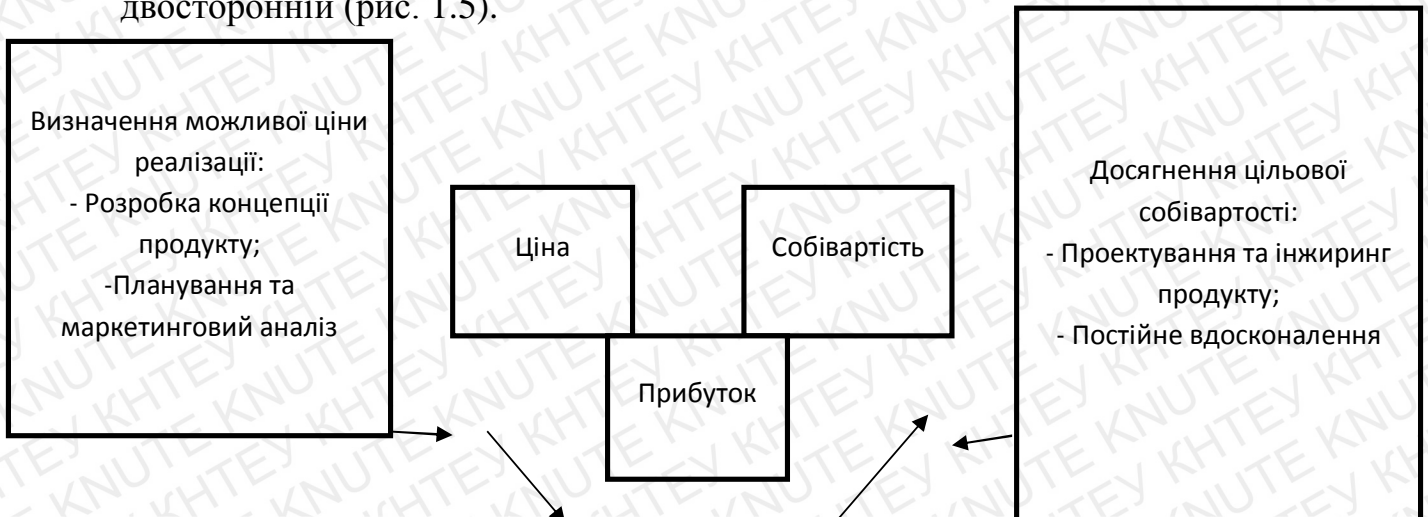 двосторонній (рис. 1.5).
Визначення можливої ціни
реалізації:
- Розробка концепції
продукту;
-Планування та
маркетинговий аналіз
Ціна
Собівартість
Прибуток
Досягнення цільової
собівартості:
- Проектування та інжиринг
продукту;
- Постійне вдосконалення